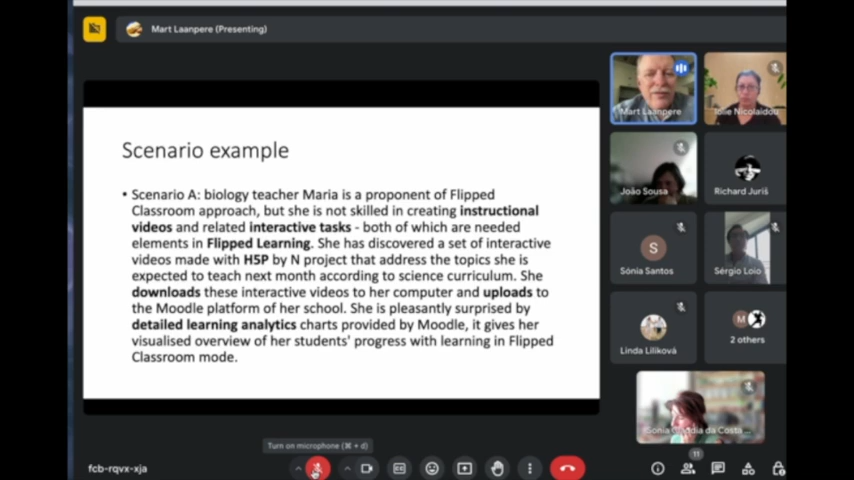 Mart Laanpere (Presenting)
Scenario example
• Scenario A: biology teacher Maria is a proponent of Flipped
Classroom approach, but she is not skilled in creating instructional
videos and related interactive tasks - both of which are needed
elements in Flipped Learning. She has discovered a set of interactive
videos made with H5P by N project that address the topics she is
expected to teach next month according to science curriculum. She
downloads these interactive videos to her computer and uploads to
the Moodle platform of her school. She is pleasantly surprised by
detailed learning analytics charts provided by Moodle, it gives her
visualised overview of her students' progress with learning in Flipped
Classroom mode.
Mart Laanpere
Nicolaidou
João Sousa
Richard Juriš
S
Sónia Santos
Sérgio Loio
Linda Liliková
M
2 others
da Costa ...
Turn on microphone (⌘ + d)
fcb-rqvx-xja
11